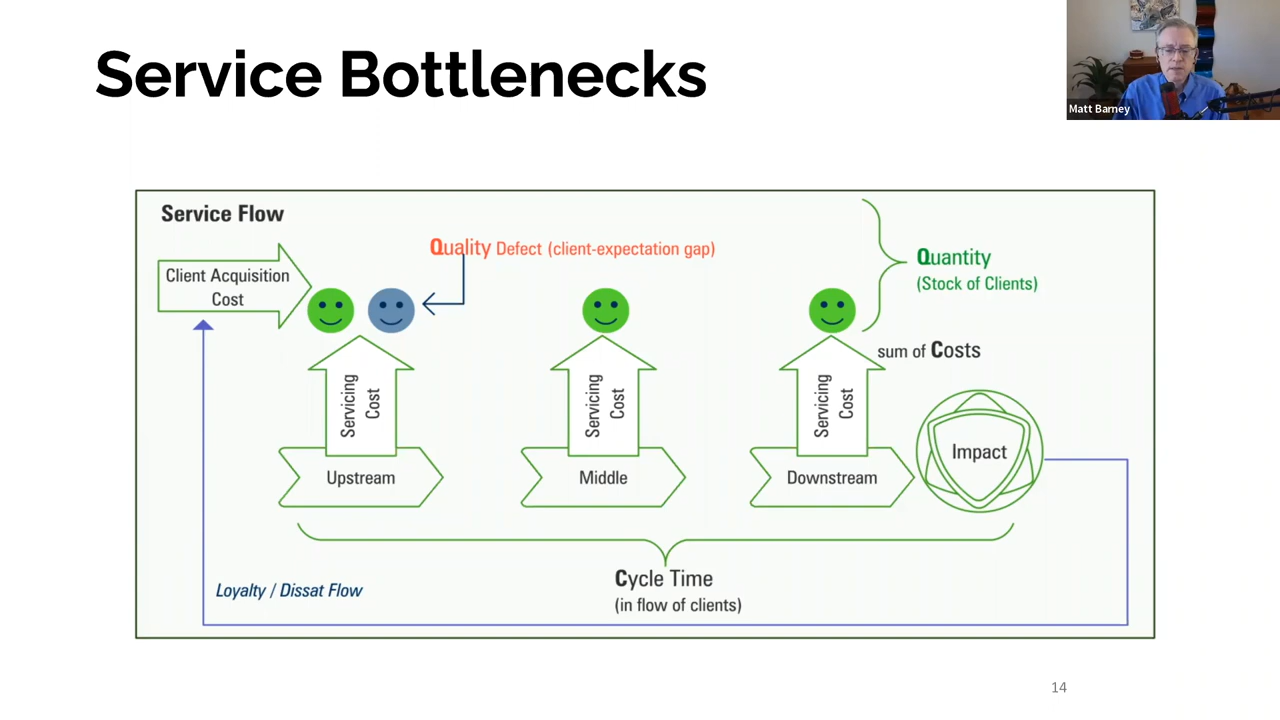 Service Bottlenecks
Matt Barney
Service Flow
Client Acquisition
Cost
Quality Defect (client-expectation gap)
Quantity
(Stock of Clients)
sum of Costs
Servicing
Cost
Servicing
Cost
Servicing
Cost
Upstream
Middle
Downstream
Impact
Cycle Time
(in flow of clients)
Loyalty / Dissat Flow
14